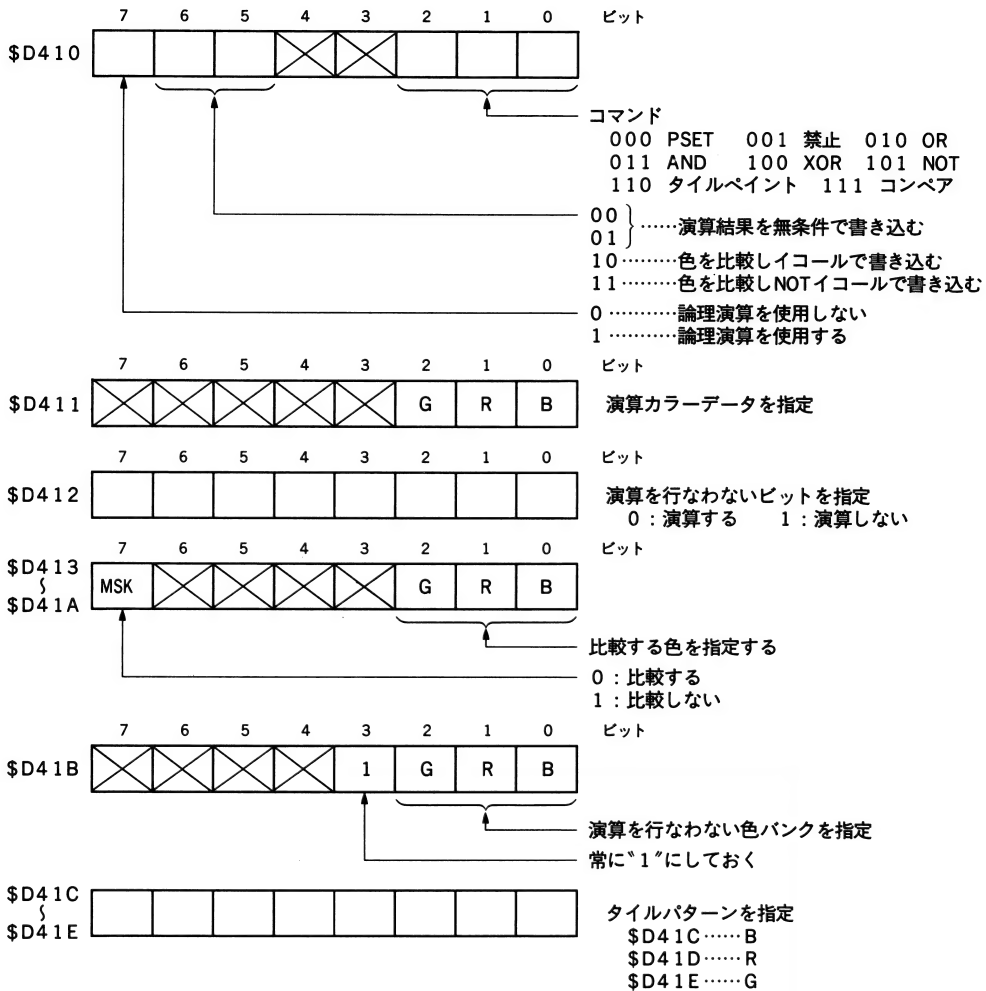 7 6 5 4 3 2 1 0 ビット
$D410
コマンド
000 PSET 001 禁止 010 OR
011 AND 100 XOR 101 NOT
110 タイルペイント 111 コンペア
00
01 ……演算結果を無条件で書き込む
10………色を比較しイコールで書き込む
11………色を比較しNOTイコールで書き込む
0…………論理演算を使用しない
1…………論理演算を使用する
7 6 5 4 3 2 1 0 ビット
$D411 G R B 演算カラーデータを指定
7 6 5 4 3 2 1 0 ビット
$D412 演算を行なわないビットを指定
0：演算する 1：演算しない
7 6 5 4 3 2 1 0 ビット
$D413
〜
$D41A
MSK G R B
比較する色を指定する
0：比較する
1：比較しない
7 6 5 4 3 2 1 0 ビット
$D41B 1 G R B
演算を行なわない色バンクを指定
常に〝1〟にしておく
$D41C
〜
$D41E
タイルパターンを指定
$D41C……B
$D41D……R
$D41E……G